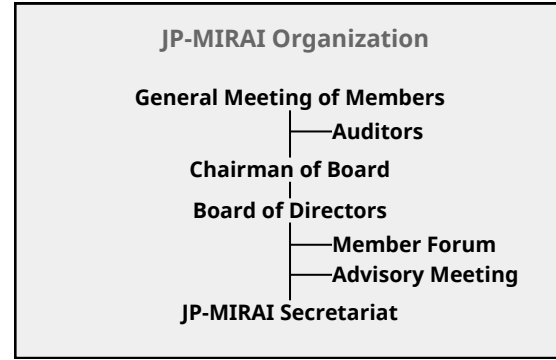 JP-MIRAI Organization
General Meeting of Members
Auditors
Chairman of Board
Board of Directors
Member Forum
Advisory Meeting
JP-MIRAI Secretariat